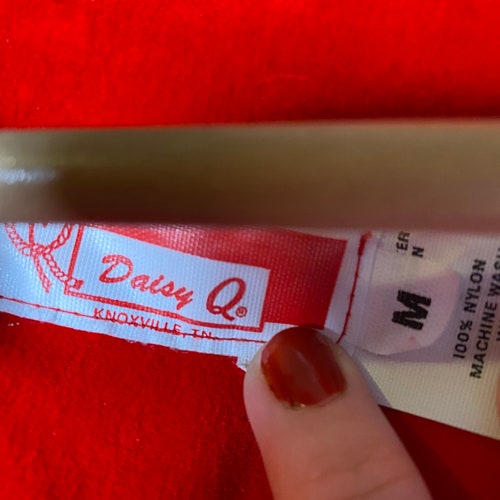 Daisy Q®
KNOXVILLE, TN.
M
100% NYLON
MACHINE WASH